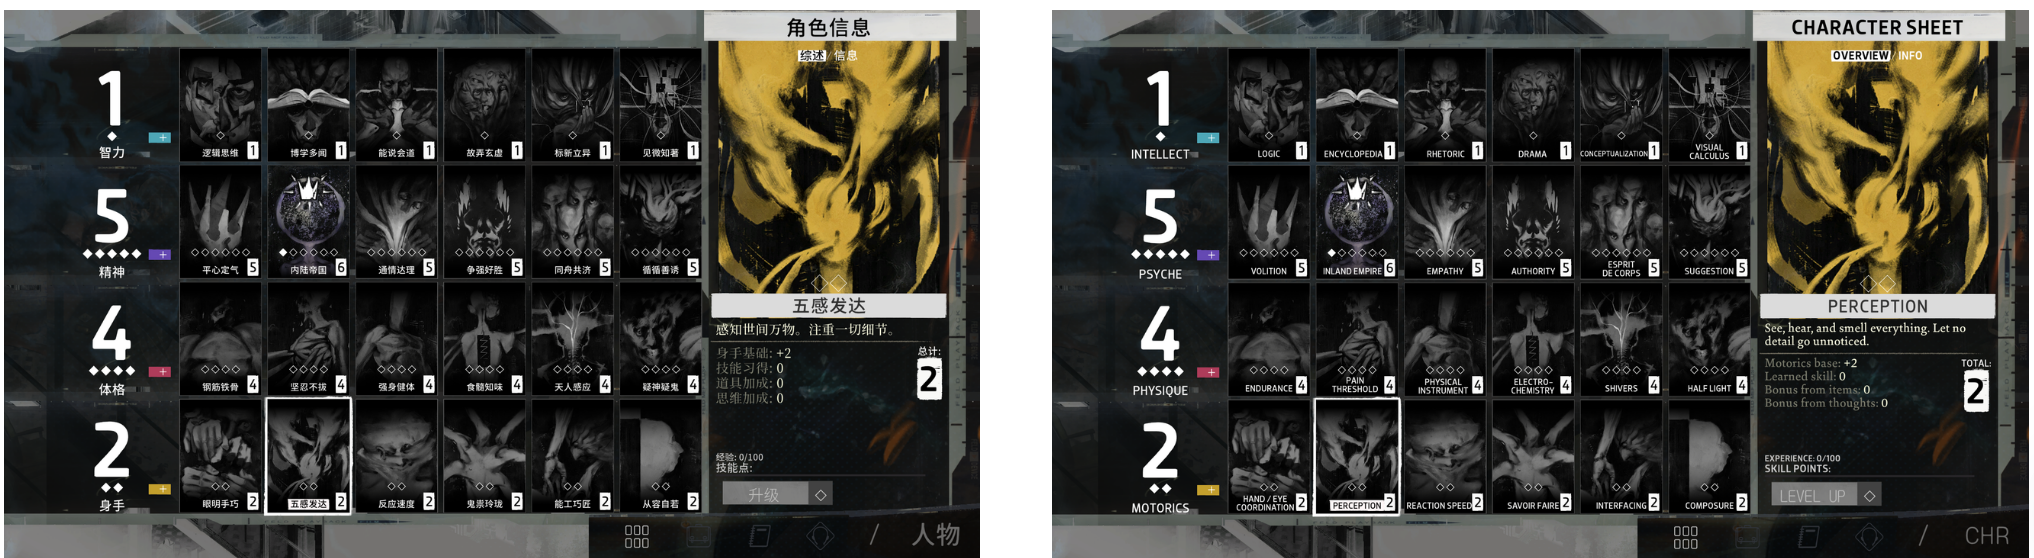 角色信息
综述/信息
1
智力
逻辑思维 1
博学多闻 1
能说会道 1
故弄玄虚 1
标新立异 1
见微知著 1
5
精神
平心定气 5
内陆帝国 6
通情达理 5
争强好胜 5
同舟共济 5
循循善诱 5
4
体格
钢筋铁骨 4
坚忍不拔 4
强身健体 4
食髓知味 4
天人感应 4
疑神疑鬼 4
2
身手
眼明手巧 2
五感发达 2
反应速度 2
鬼祟玲珑 2
能工巧匠 2
从容自若 2
五感发达
感知世间万物。注重一切细节。
身手基础: +2
技能习得: 0
道具加成: 0
思维加成: 0
总计:
2
经验: 0/100
技能点:
升级
/ 人物
CHARACTER SHEET
OVERVIEW / INFO
1
INTELLECT
LOGIC 1
ENCYCLOPEDIA 1
RHETORIC 1
DRAMA 1
CONCEPTUALIZATION 1
VISUAL
CALCULUS 1
5
PSYCHE
VOLITION 5
INLAND EMPIRE 6
EMPATHY 5
AUTHORITY 5
ESPRIT
DE CORPS 5
SUGGESTION 5
4
PHYSIQUE
ENDURANCE 4
PAIN
THRESHOLD 4
PHYSICAL
INSTRUMENT 4
ELECTRO-
CHEMISTRY 4
SHIVERS 4
HALF LIGHT 4
2
MOTORICS
HAND / EYE
COORDINATION 2
PERCEPTION 2
REACTION SPEED 2
SAVOIR FAIRE 2
INTERFACING 2
COMPOSURE 2
PERCEPTION
See, hear, and smell everything. Let no
detail go unnoticed.
Motorics base: +2
Learned skill: 0
Bonus from items: 0
Bonus from thoughts: 0
TOTAL:
2
EXPERIENCE: 0/100
SKILL POINTS:
LEVEL UP
/ CHR